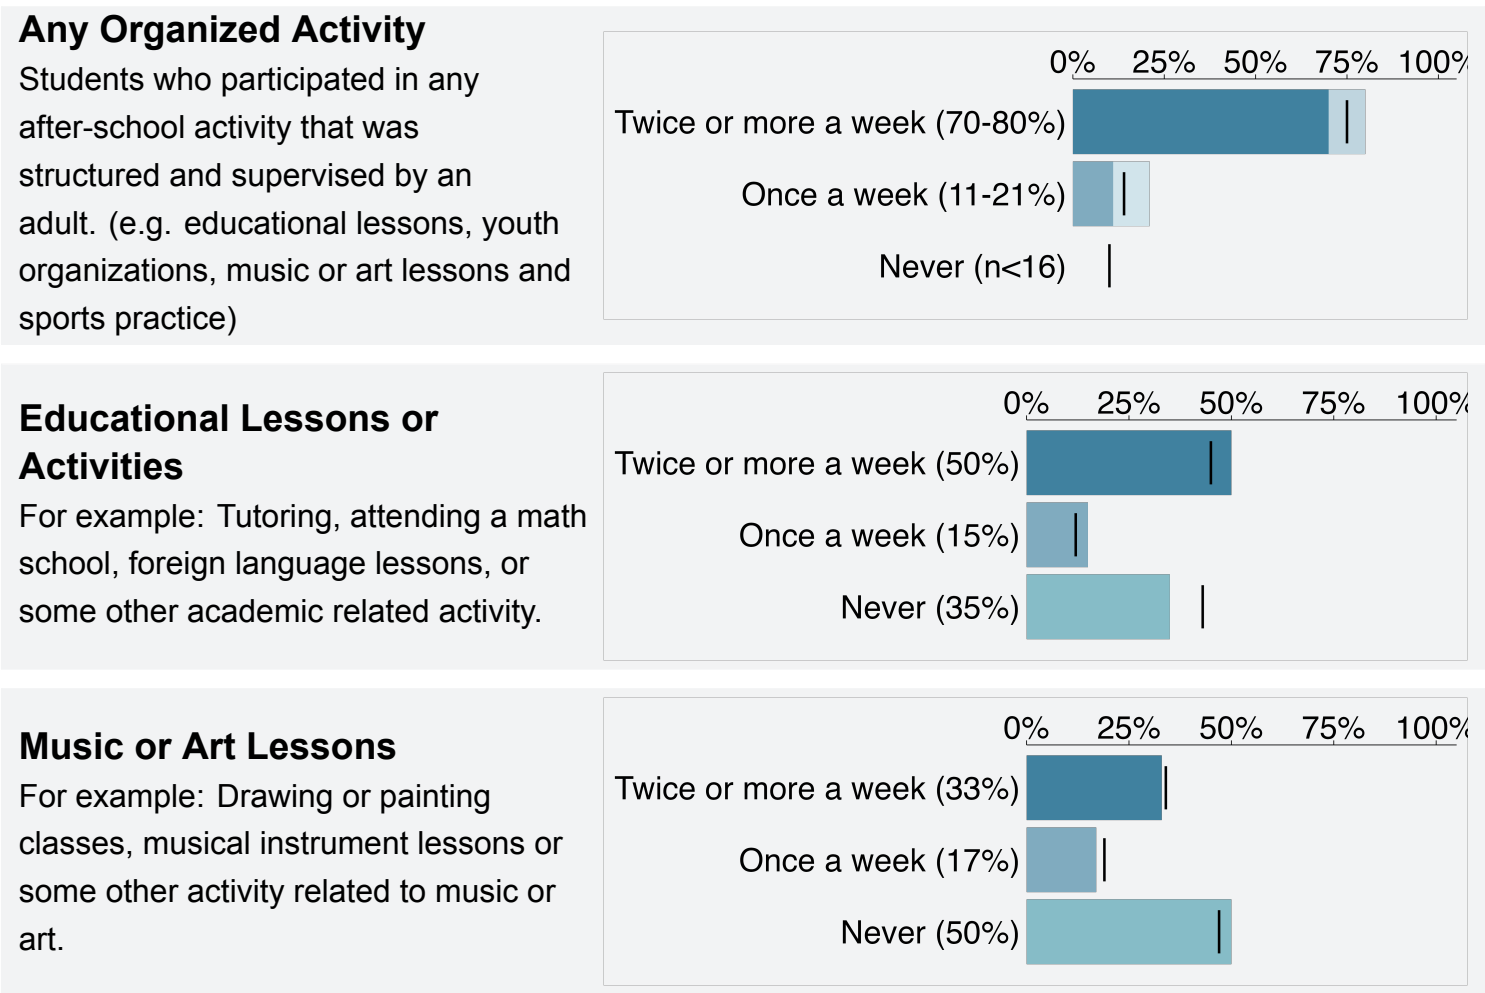 Any Organized Activity
Students who participated in any
after-school activity that was
structured and supervised by an
adult. (e.g. educational lessons, youth
organizations, music or art lessons and
sports practice)
0% 25% 50% 75% 100%
Twice or more a week (70-80%)
Once a week (11-21%)
Never (n<16)
Educational Lessons or
Activities
For example: Tutoring, attending a math
school, foreign language lessons, or
some other academic related activity.
0% 25% 50% 75% 100%
Twice or more a week (50%)
Once a week (15%)
Never (35%)
Music or Art Lessons
For example: Drawing or painting
classes, musical instrument lessons or
some other activity related to music or
art.
0% 25% 50% 75% 100%
Twice or more a week (33%)
Once a week (17%)
Never (50%)